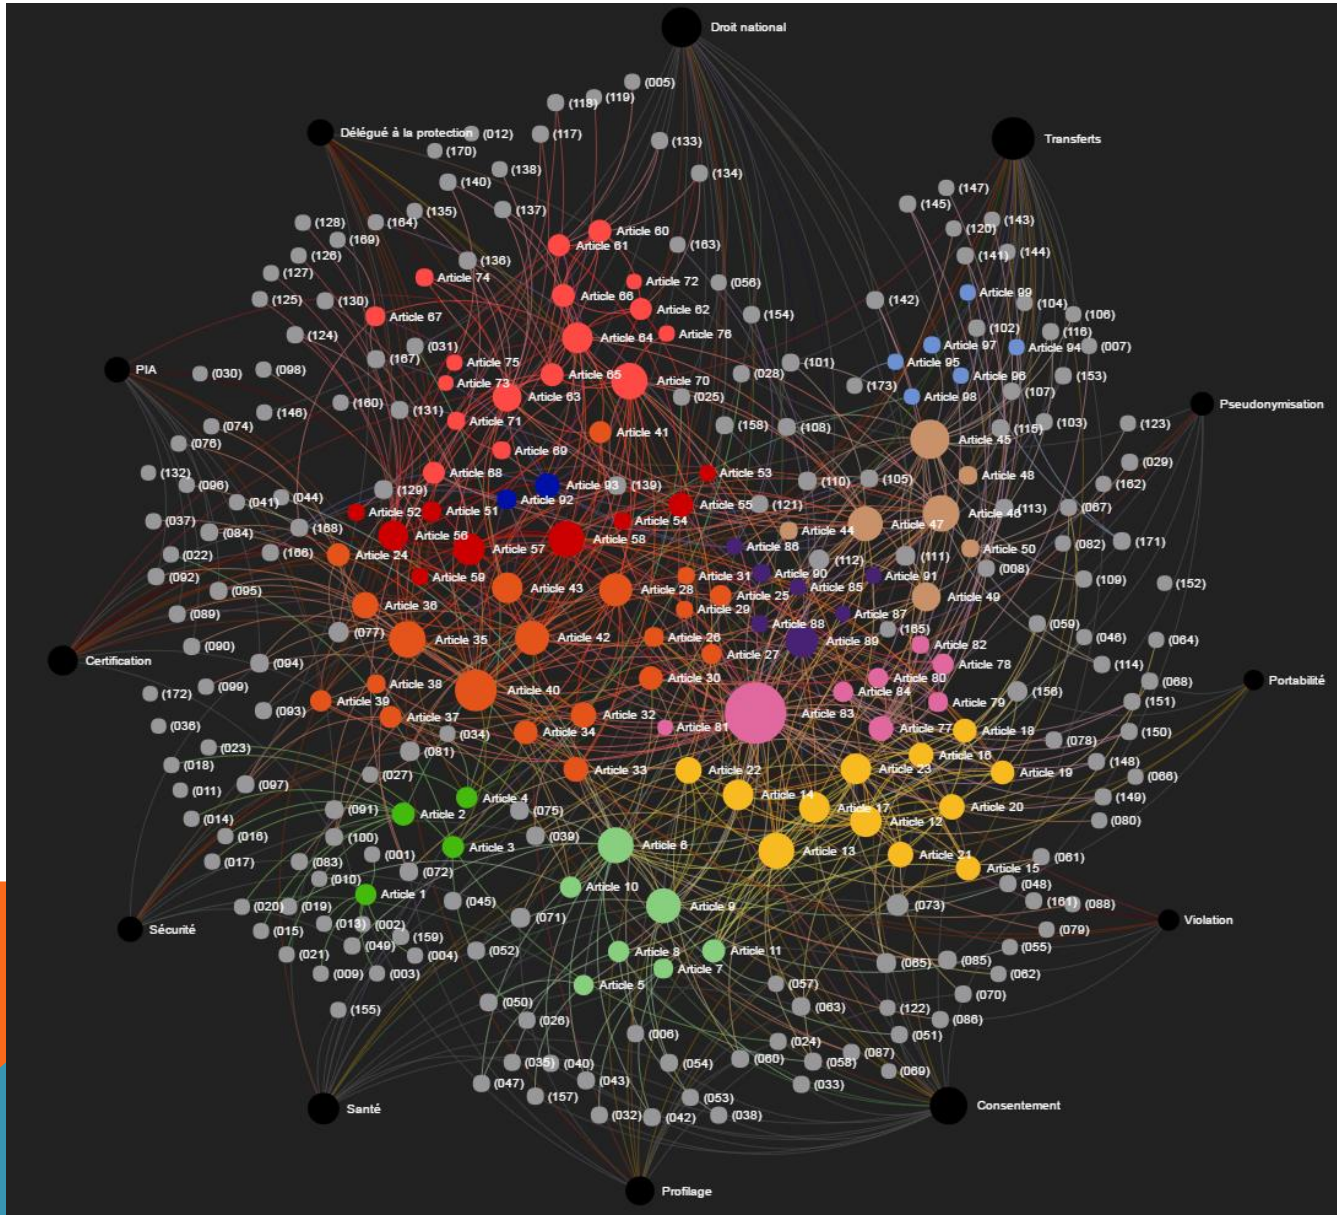 Droit national
(005)
(119)
(118)
Délégué à la protection
(012)
(117)
(133)
Transferts
(170)
(138)
(134)
(140)
(147)
(145)
(135)
(137)
(128)
(164)
(143)
(120)
Article 60
(169)
Article 61
(163)
(126)
(136)
(141)
(144)
(127)
Article 74
Article 72
(056)
Article 99
(125)
(130)
Article 66
(142)
(104)
Article 67
Article 62
(154)
(106)
(124)
Article 64
Article 76
(102)
(116)
(031)
Article 97
Article 94
(007)
(167)
Article 75
(101)
Article 95
PIA
(030)
(098)
Article 65
(028)
Article 96
(153)
Article 73
Article 70
(173)
(107)
Article 63
(025)
Article 98
(160)
(131)
Pseudonymisation
(146)
Article 71
(158)
(108)
(115)
(103)
(123)
(074)
Article 41
Article 45
(076)
Article 69
(029)
(132)
Article 68
Article 53
Article 48
(096)
Article 93
(139)
(110)
(105)
(162)
(041)
(044)
(129)
Article 92
Article 55
(121)
Article 46
(113)
(067)
(037)
Article 52
Article 51
Article 54
Article 44
Article 47
(084)
(168)
Article 56
Article 58
(171)
(022)
(166)
Article 24
Article 57
Article 86
(111)
Article 50
(082)
(112)
(008)
(092)
Article 59
Article 31
Article 90
Article 91
(109)
(152)
(095)
Article 43
Article 28
Article 25
Article 85
Article 49
(089)
Article 36
Article 29
Article 87
(059)
(077)
Article 35
Article 42
Article 26
Article 88
(165)
(046)
(064)
(090)
Article 89
Article 82
Certification
(094)
Article 27
Article 78
(114)
(099)
Article 38
Article 30
Article 80
(068)
Portabilité
(172)
Article 39
Article 40
Article 84
(156)
(093)
Article 37
Article 32
Article 83
Article 79
(151)
(036)
(034)
Article 34
Article 81
Article 77
Article 18
(150)
(023)
(081)
(078)
Article 16
(018)
(027)
Article 33
Article 22
Article 23
Article 19
(148)
(066)
(011)
(097)
Article 4
Article 14
(149)
(014)
(091)
Article 2
(075)
Article 17
Article 20
(080)
(016)
(100)
(039)
Article 12
Article 3
Article 6
Article 13
(017)
(083)
(001)
Article 21
(061)
(072)
Article 15
(010)
Article 10
(048)
Article 1
(020)
(019)
(045)
Article 9
(073)
(161)
(088)
(071)
Violation
Sécurité
(015)
(013)
(002)
(079)
(159)
(021)
(049)
(004)
(052)
Article 8
Article 11
(055)
(009)
(003)
Article 7
(065)
(085)
(062)
Article 5
(057)
(070)
(155)
(050)
(063)
(122)
(026)
(086)
(006)
(024)
(051)
(035)
(040)
(054)
(060)
(058)
(087)
(069)
(047)
(043)
(033)
(157)
(053)
Santé
(032)
(042)
(038)
Consentement
Profilage